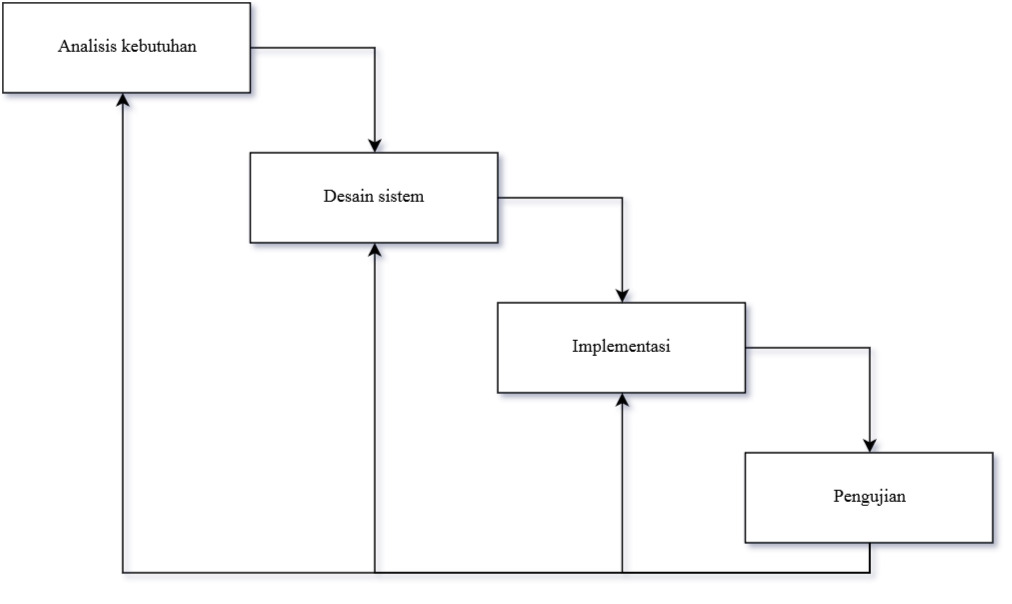 Analisis kebutuhan
Desain sistem
Implementasi
Pengujian